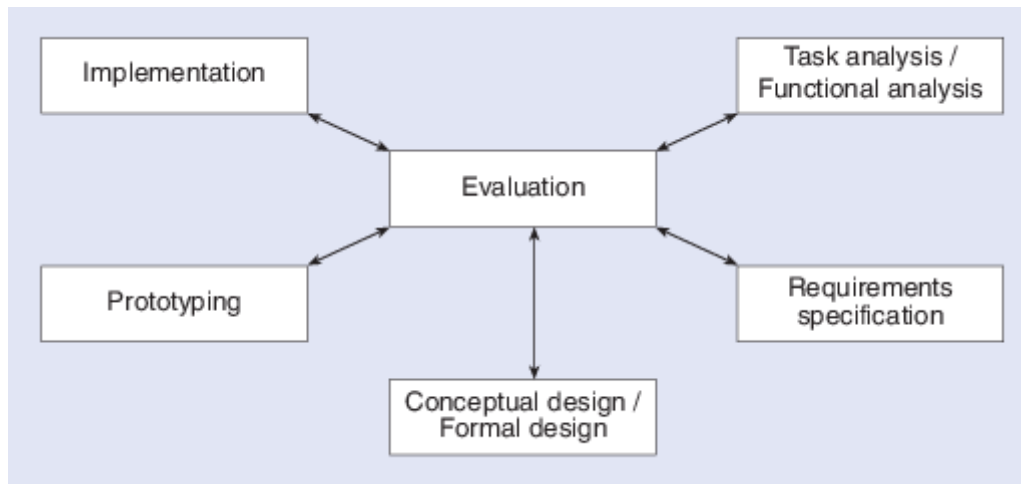 Implementation
Task analysis /
Functional analysis
Evaluation
Prototyping
Requirements
specification
Conceptual design /
Formal design